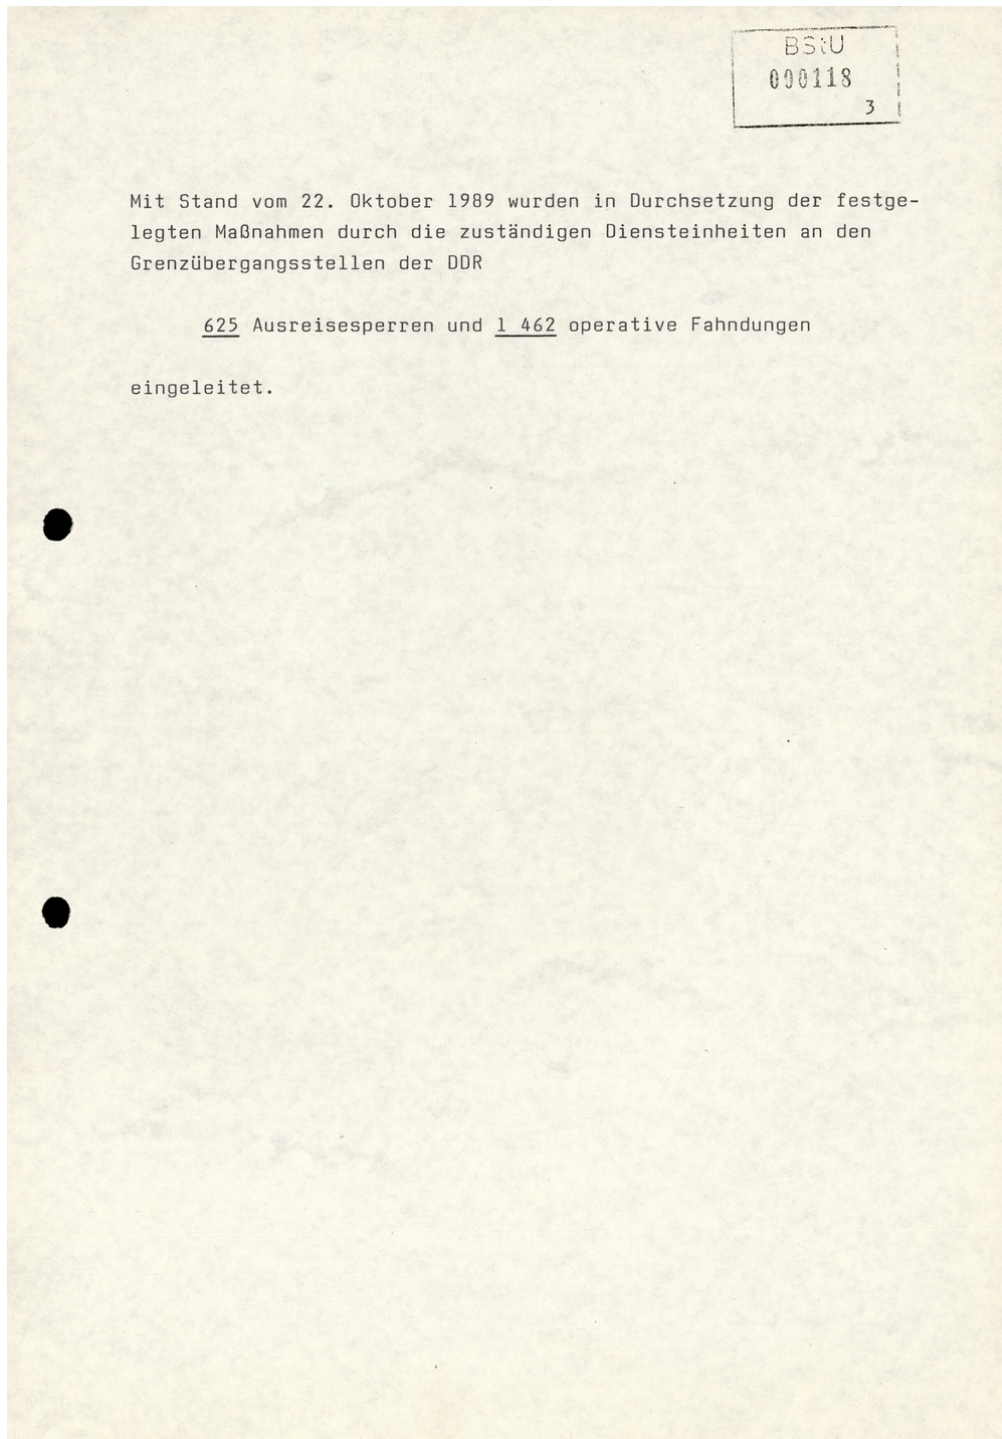 BStU
000118
3
Mit Stand vom 22. Oktober 1989 wurden in Durchsetzung der festge-
legten Maßnahmen durch die zuständigen Diensteinheiten an den
Grenzübergangsstellen der DDR
625 Ausreisesperren und 1 462 operative Fahndungen
eingeleitet.